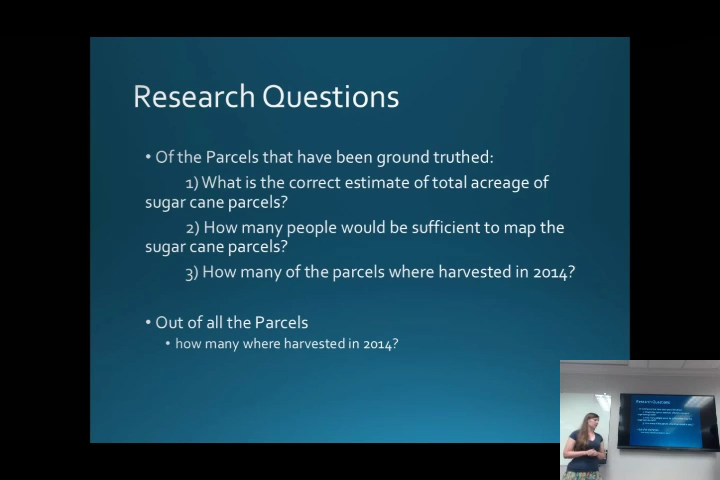 Research Questions
• Of the Parcels that have been ground truthed:
1) What is the correct estimate of total acreage of
sugar cane parcels?
2) How many people would be sufficient to map the
sugar cane parcels?
3) How many of the parcels where harvested in 2014?
• Out of all the Parcels
• how many where harvested in 2014?
Research Questions